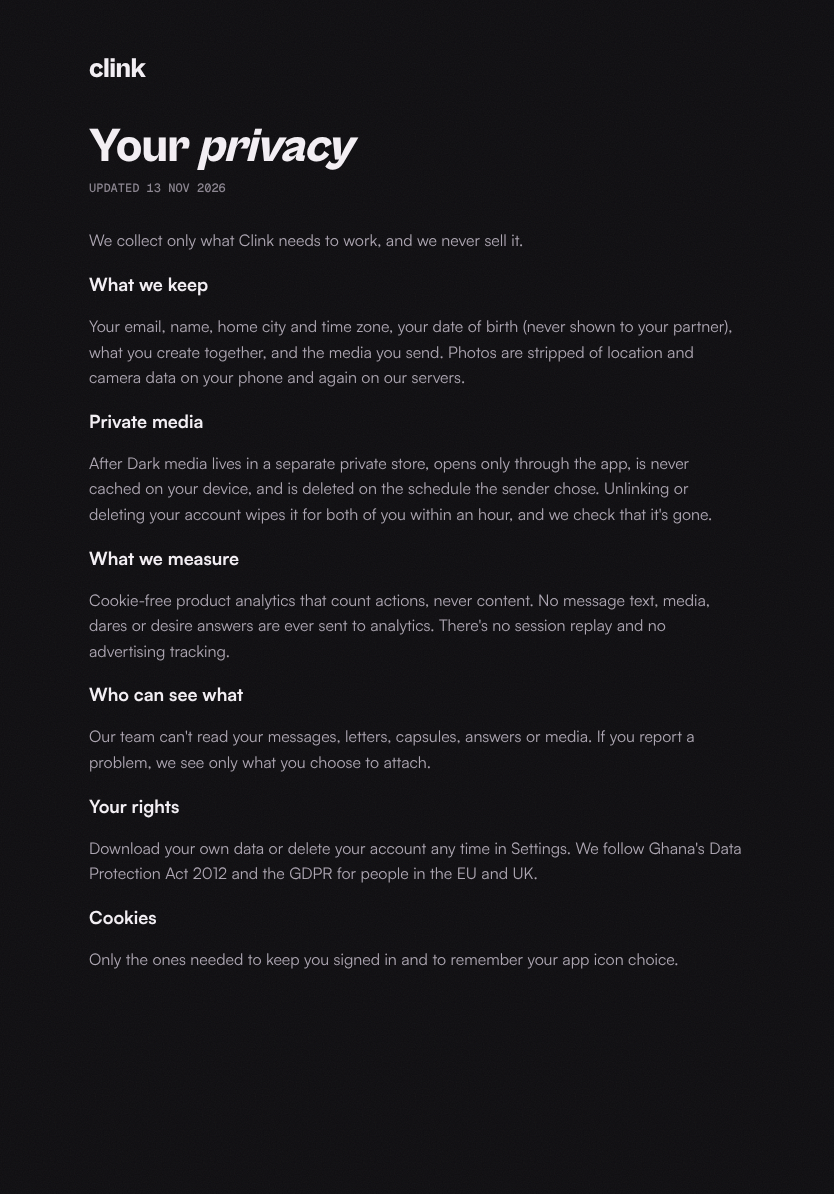 clink
Your privacy
UPDATED 13 NOV 2026
We collect only what Clink needs to work, and we never sell it.
What we keep
Your email, name, home city and time zone, your date of birth (never shown to your partner),
what you create together, and the media you send. Photos are stripped of location and
camera data on your phone and again on our servers.
Private media
After Dark media lives in a separate private store, opens only through the app, is never
cached on your device, and is deleted on the schedule the sender chose. Unlinking or
deleting your account wipes it for both of you within an hour, and we check that it's gone.
What we measure
Cookie-free product analytics that count actions, never content. No message text, media,
dares or desire answers are ever sent to analytics. There's no session replay and no
advertising tracking.
Who can see what
Our team can't read your messages, letters, capsules, answers or media. If you report a
problem, we see only what you choose to attach.
Your rights
Download your own data or delete your account any time in Settings. We follow Ghana's Data
Protection Act 2012 and the GDPR for people in the EU and UK.
Cookies
Only the ones needed to keep you signed in and to remember your app icon choice.